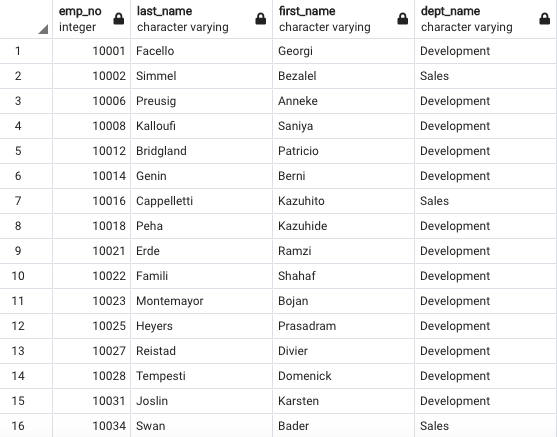 emp_no last_name first_name dept_name
integer character varying character varying character varying
1 10001 Facello Georgi Development
2 10002 Simmel Bezalel Sales
3 10006 Preusig Anneke Development
4 10008 Kalloufi Saniya Development
5 10012 Bridgland Patricio Development
6 10014 Genin Berni Development
7 10016 Cappelletti Kazuhito Sales
8 10018 Peha Kazuhide Development
9 10021 Erde Ramzi Development
10 10022 Famili Shahaf Development
11 10023 Montemayor Bojan Development
12 10025 Heyers Prasadram Development
13 10027 Reistad Divier Development
14 10028 Tempesti Domenick Development
15 10031 Joslin Karsten Development
16 10034 Swan Bader Sales